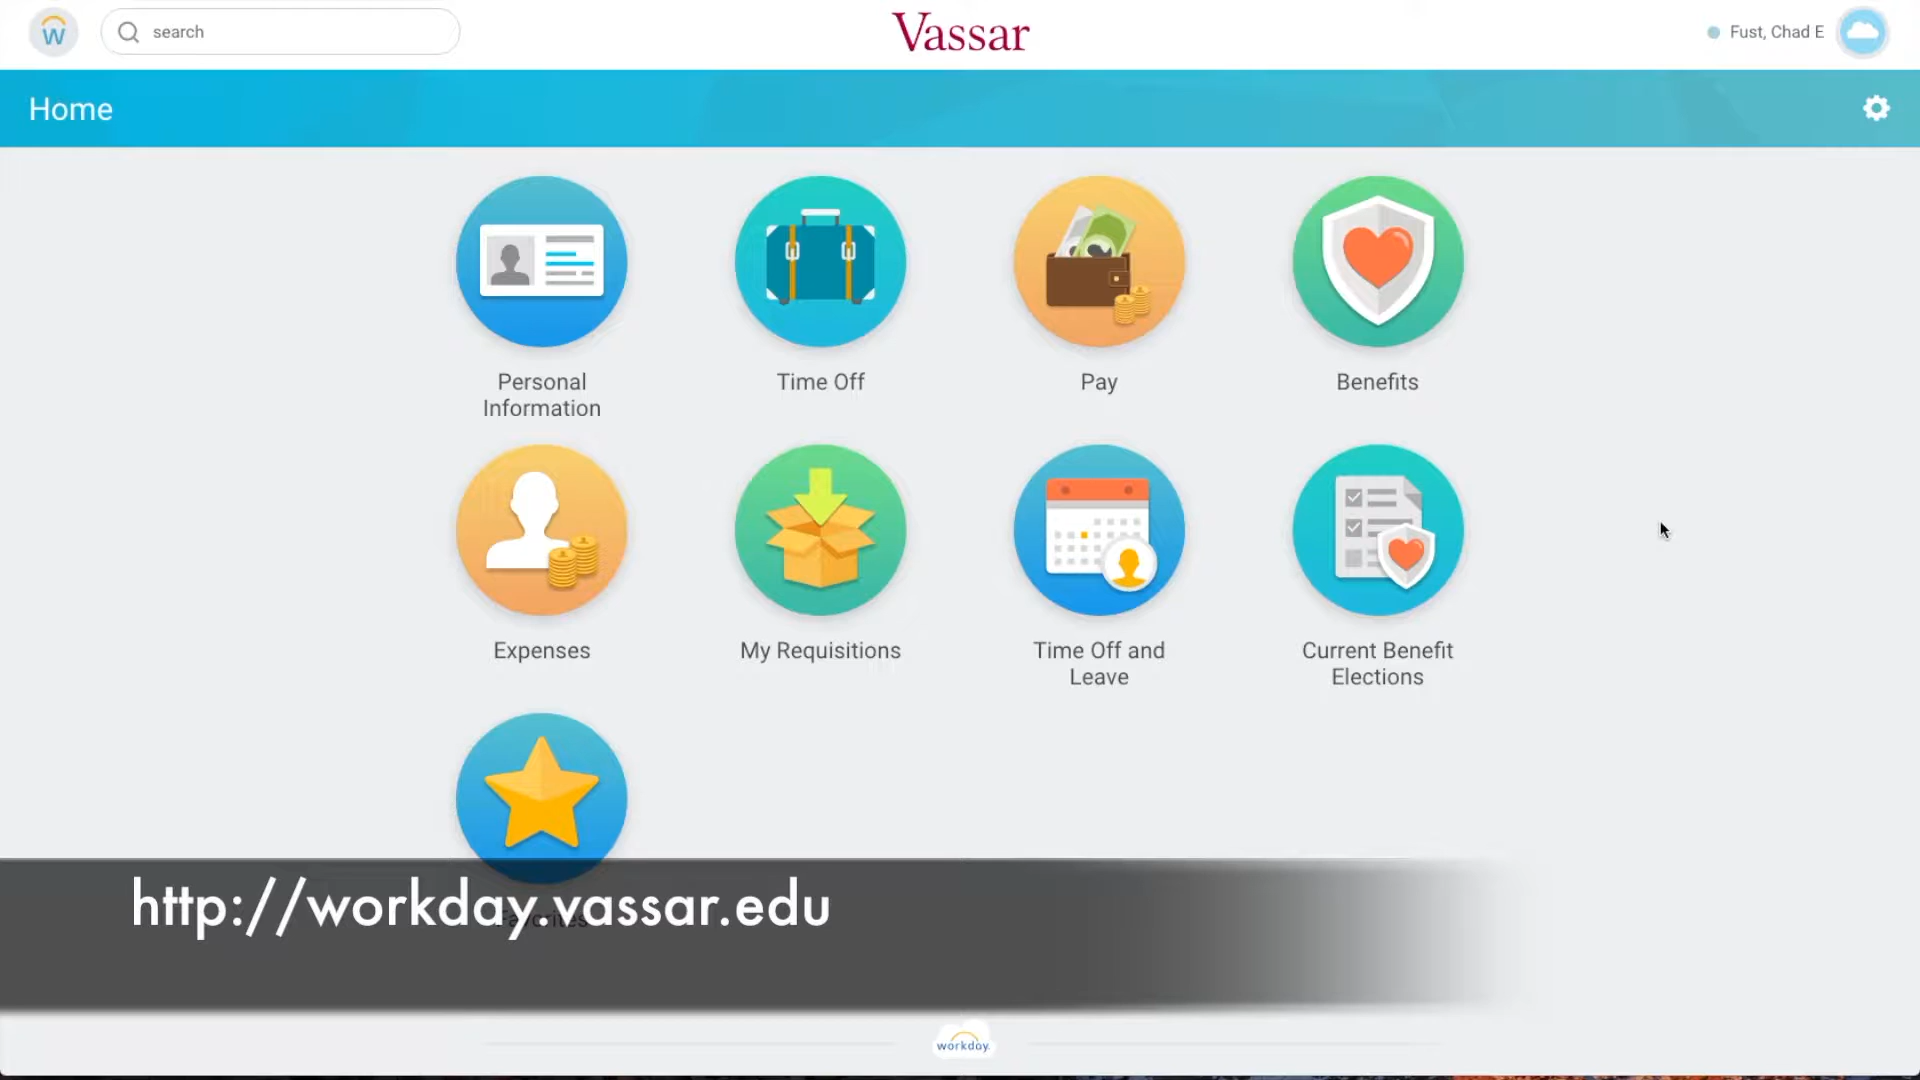 W
search
Vassar
Fust, Chad E
Home
Personal
Information
Time Off
Pay
Benefits
Expenses
My Requisitions
Time Off and
Leave
Current Benefit
Elections
Favorites
http://workday.vassar.edu
workday.